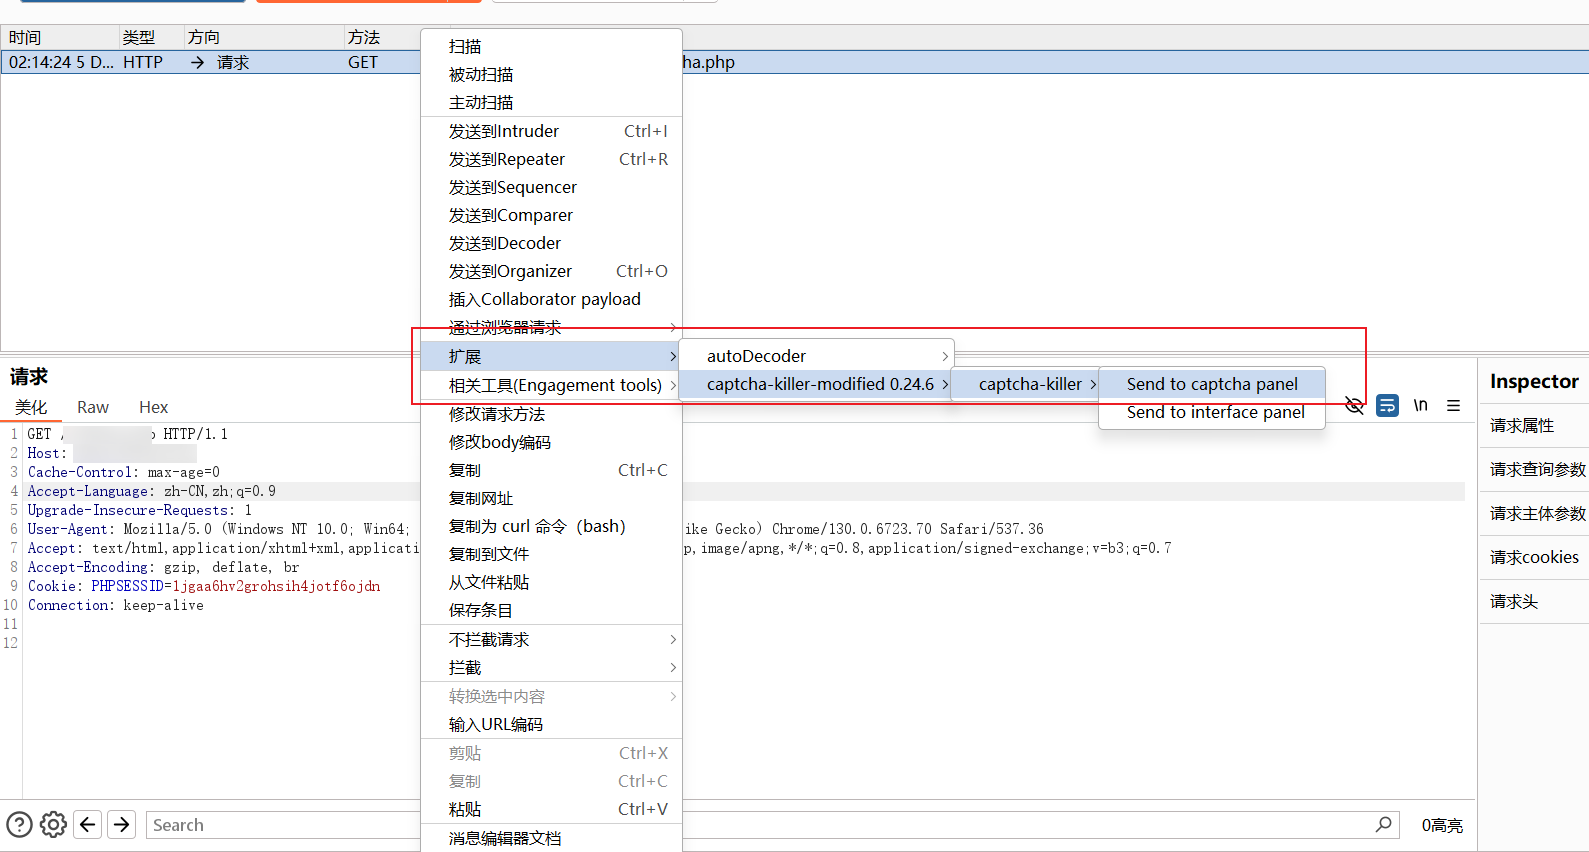 时间 类型 方向 方法
02:14:24 5 D... HTTP → 请求 GET ha.php
扫描
被动扫描
主动扫描
发送到Intruder Ctrl+I
发送到Repeater Ctrl+R
发送到Sequencer
发送到Comparer
发送到Decoder
发送到Organizer Ctrl+O
插入Collaborator payload
通过浏览器请求
扩展
相关工具(Engagement tools)
修改请求方法
修改body编码
复制 Ctrl+C
复制网址
复制为 curl 命令（bash）
复制到文件
从文件粘贴
保存条目
不拦截请求
拦截
转换选中内容
输入URL编码
剪贴 Ctrl+X
复制 Ctrl+C
粘贴 Ctrl+V
消息编辑器文档
autoDecoder
captcha-killer-modified 0.24.6
captcha-killer
Send to captcha panel
Send to interface panel
请求
美化 Raw Hex
\n
1 GET / HTTP/1.1
2 Host:
3 Cache-Control: max-age=0
4 Accept-Language: zh-CN,zh;q=0.9
5 Upgrade-Insecure-Requests: 1
6 User-Agent: Mozilla/5.0 (Windows NT 10.0; Win64; ike Gecko) Chrome/130.0.6723.70 Safari/537.36
7 Accept: text/html,application/xhtml+xml,applicati p,image/apng,*/*;q=0.8,application/signed-exchange;v=b3;q=0.7
8 Accept-Encoding: gzip, deflate, br
9 Cookie: PHPSESSID=1jgaa6hv2grohsih4jotf6ojdn
10 Connection: keep-alive
11
12
Search
0高亮
Inspector
请求属性
请求查询参数
请求主体参数
请求cookies
请求头